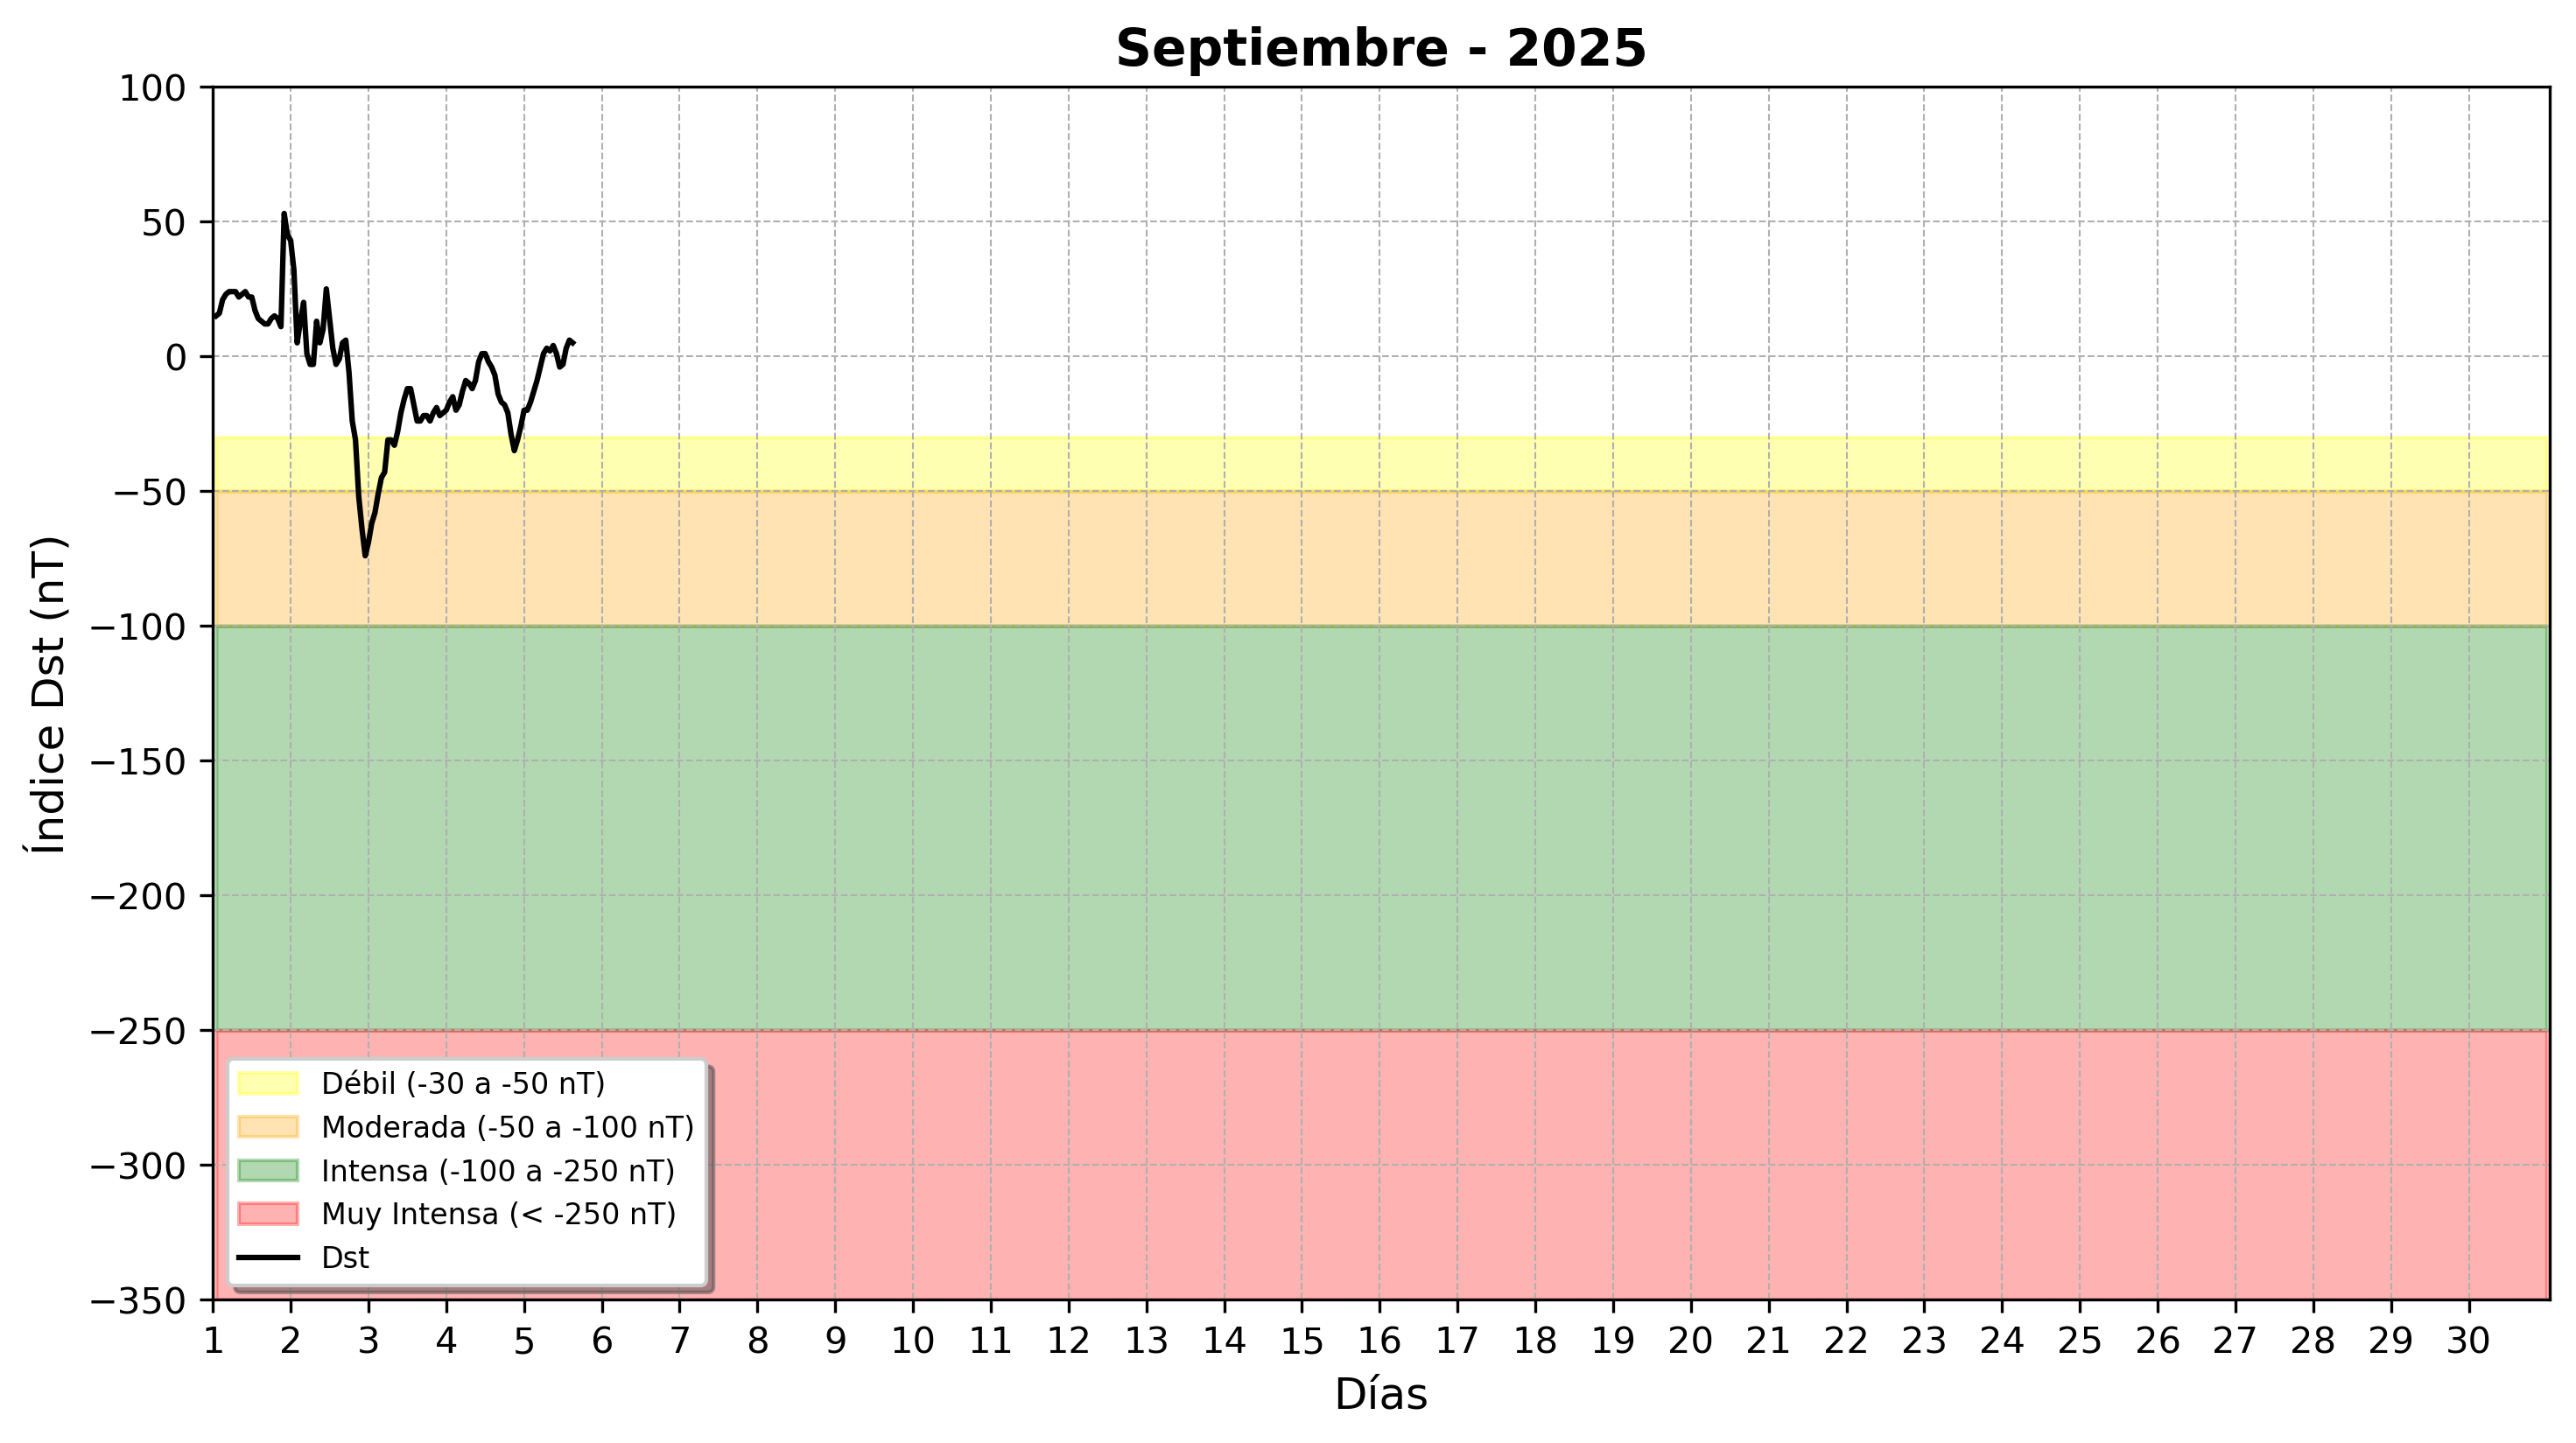 Septiembre - 2025
100
50
0
−50
−100
−150
−200
−250
−300
−350
Índice Dst (nT)
Débil (-30 a -50 nT)
Moderada (-50 a -100 nT)
Intensa (-100 a -250 nT)
Muy Intensa (< -250 nT)
Dst
1 2 3 4 5 6 7 8 9 10 11 12 13 14 15 16 17 18 19 20 21 22 23 24 25 26 27 28 29 30
Días